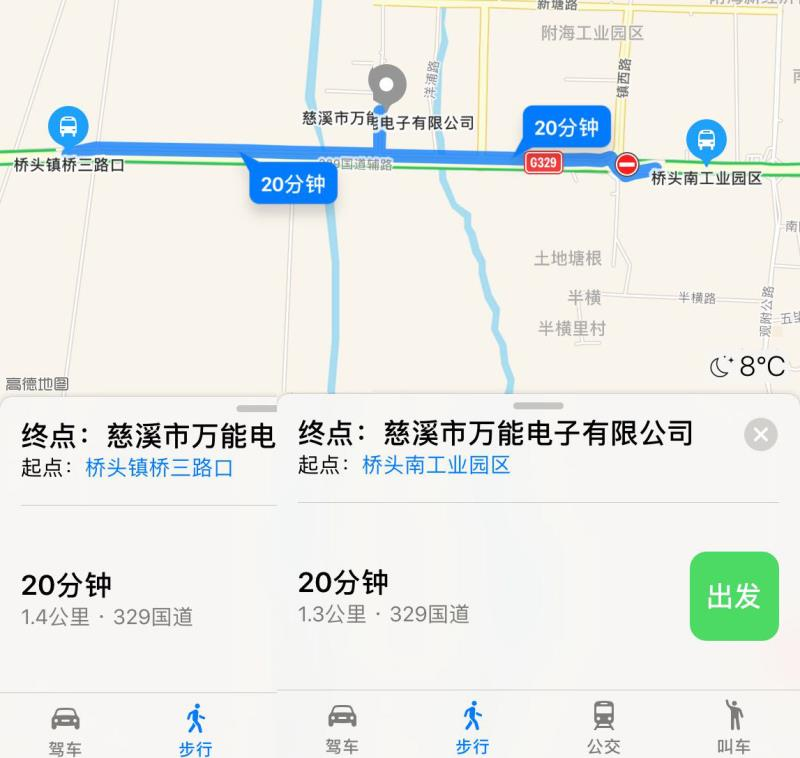 新塘路
附海工业园区
洋浦路
镇西路
慈溪市万能电子有限公司
20分钟
G329
桥头镇桥三路口
329国道辅路
桥头南工业园区
20分钟
土地塘根
半横
半横路
观附公路
半横里村
8°C
高德地图
终点：慈溪市万能电
起点：桥头镇桥三路口
20分钟
1.4公里 · 329国道
驾车
步行
终点：慈溪市万能电子有限公司
起点：桥头南工业园区
20分钟
1.3公里 · 329国道
出发
驾车
步行
公交
叫车